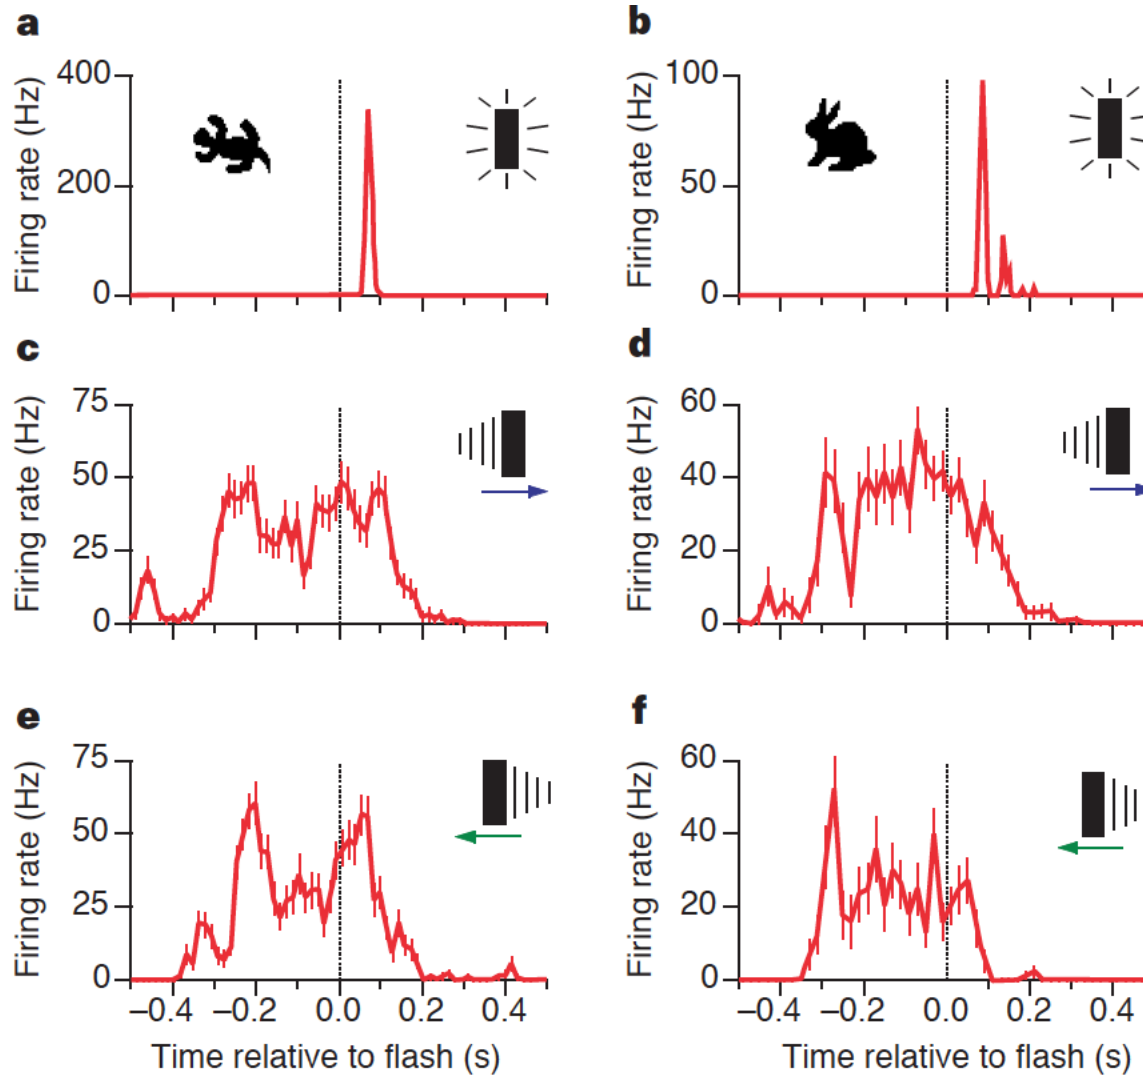 a
Firing rate (Hz)
400
200
0
b
Firing rate (Hz)
100
50
0
c
Firing rate (Hz)
75
50
25
0
d
Firing rate (Hz)
60
40
20
0
e
Firing rate (Hz)
75
50
25
0
–0.4 –0.2 0.0 0.2 0.4
Time relative to flash (s)
f
Firing rate (Hz)
60
40
20
0
–0.4 –0.2 0.0 0.2 0.4
Time relative to flash (s)